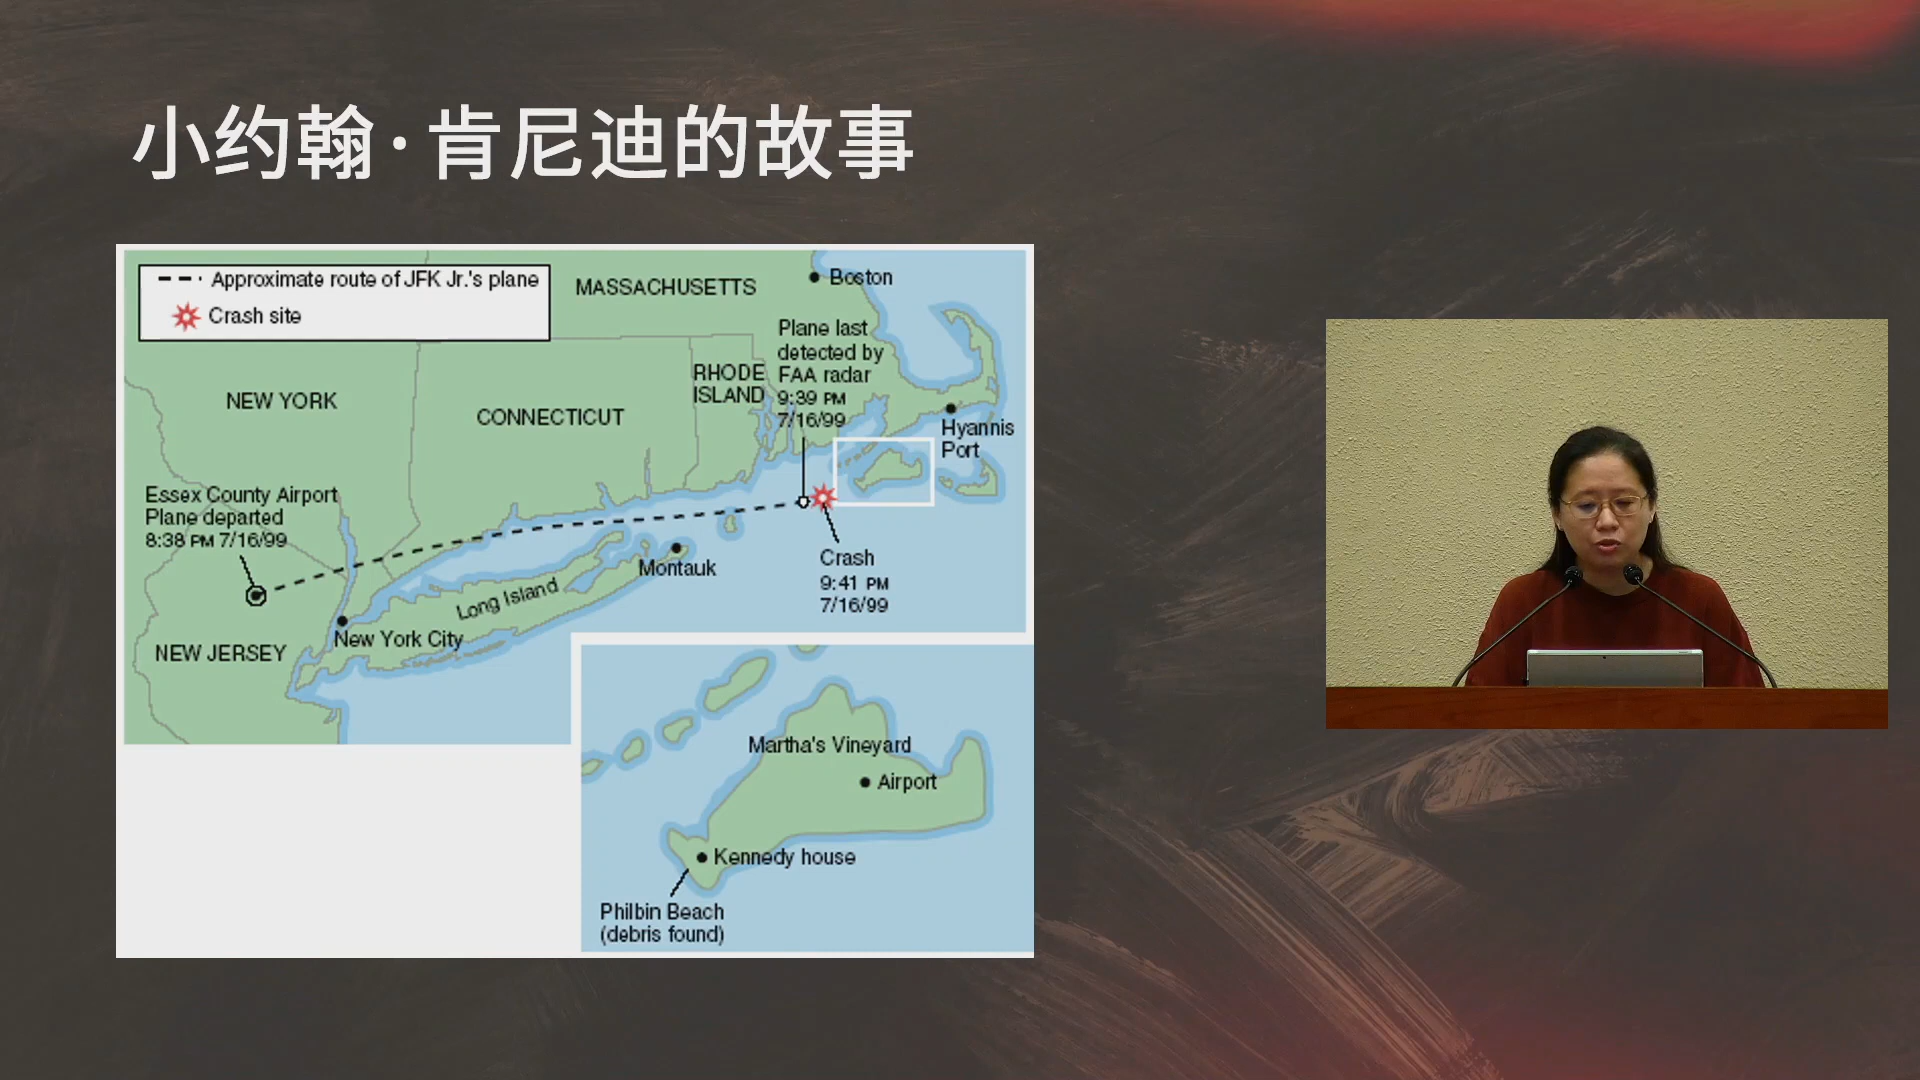 小约翰·肯尼迪的故事
Approximate route of JFK Jr.'s plane
Crash site
MASSACHUSETTS
Boston
Plane last
detected by
FAA radar
9:39 PM
7/16/99
RHODE
ISLAND
NEW YORK
CONNECTICUT
Hyannis
Port
Essex County Airport
Plane departed
8:38 PM 7/16/99
Montauk
Crash
9:41 PM
7/16/99
Long Island
New York City
NEW JERSEY
Martha's Vineyard
Airport
Kennedy house
Philbin Beach
(debris found)